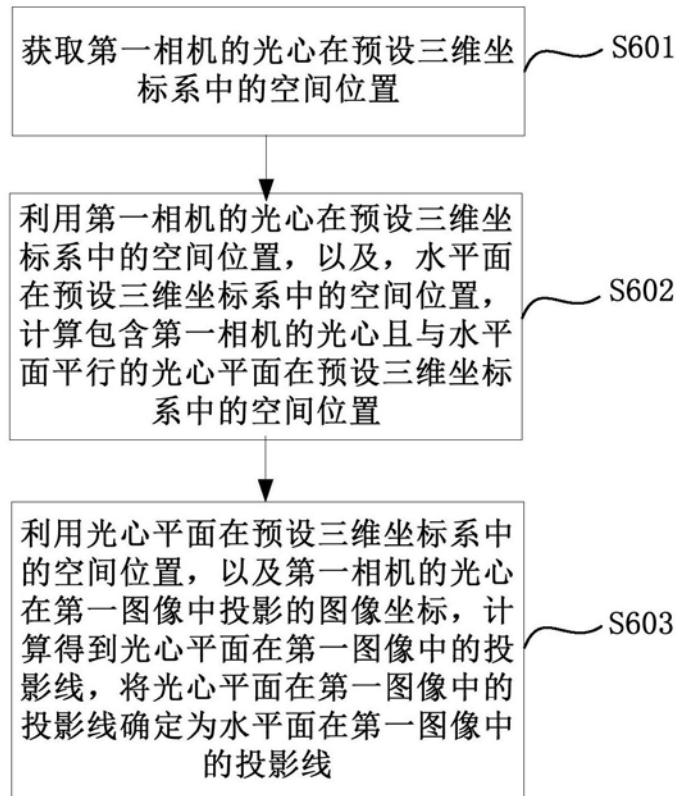 获取第一相机的光心在预设三维坐
标系中的空间位置
S601
利用第一相机的光心在预设三维坐
标系中的空间位置，以及，水平面
在预设三维坐标系中的空间位置，
计算包含第一相机的光心且与水平
面平行的光心平面在预设三维坐标
系中的空间位置
S602
利用光心平面在预设三维坐标系中
的空间位置，以及第一相机的光心
在第一图像中投影的图像坐标，计
算得到光心平面在第一图像中的投
影线，将光心平面在第一图像中的
投影线确定为水平面在第一图像中
的投影线
S603